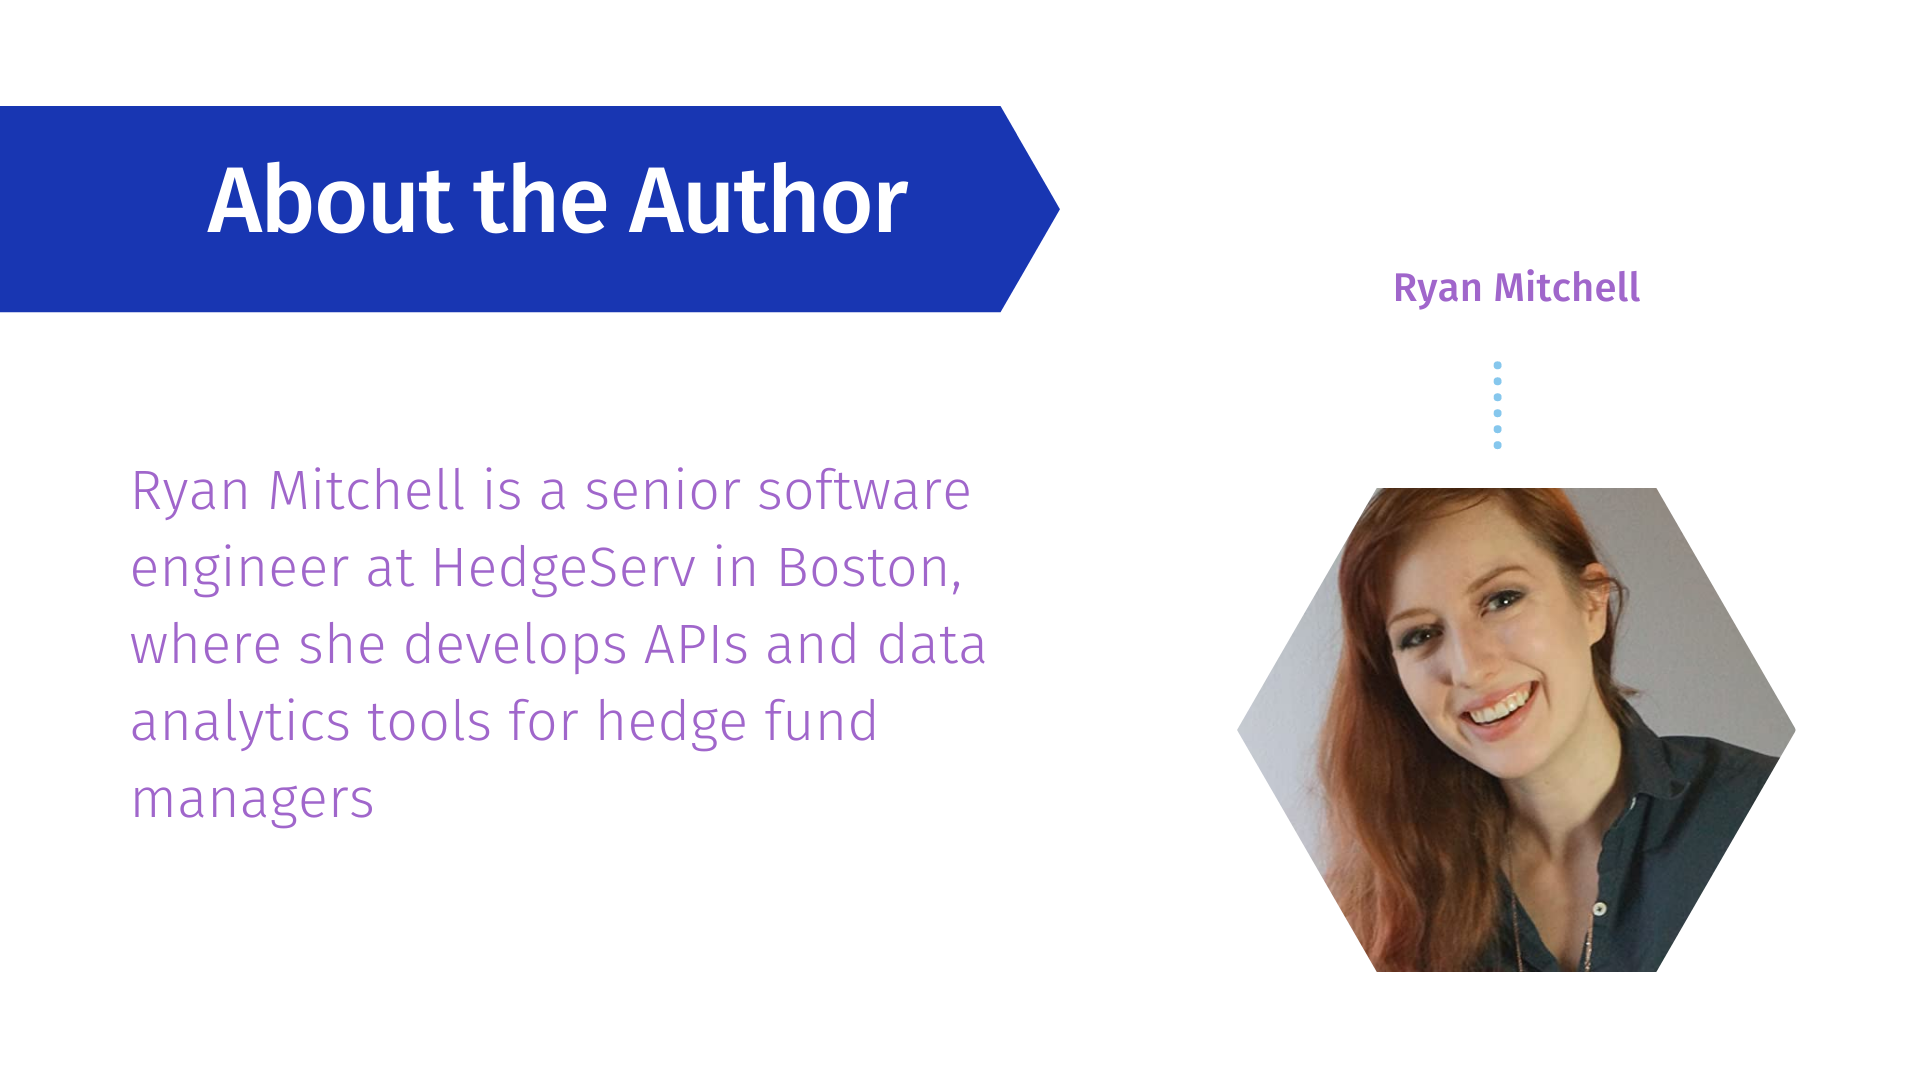 About the Author
Ryan Mitchell
Ryan Mitchell is a senior software
engineer at HedgeServ in Boston,
where she develops APIs and data
analytics tools for hedge fund
managers